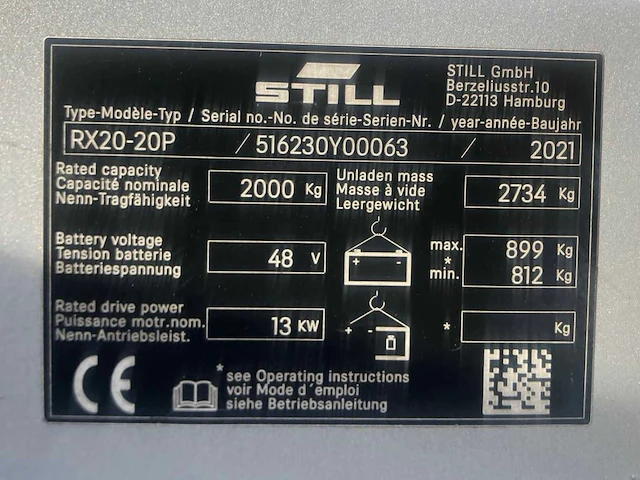 STILL
STILL GmbH
Berzeliusstr.10
D-22113 Hamburg
Type-Modèle-Typ / Serial no.-No. de série-Serien-Nr. / year-année-Baujahr
RX20-20P / 516230Y00063 / 2021
Rated capacity
Capacité nominale
Nenn-Tragfähigkeit
2000 Kg
Unladen mass
Masse à vide
Leergewicht
2734 Kg
Battery voltage
Tension batterie
Batteriespannung
48 V
+ -
max. 899 Kg
*
min. 812 Kg
Rated drive power
Puissance motr.nom.
Nenn-Antriebsleist.
13 KW
+ -
* Kg
CE
* see Operating instructions
voir Mode d´emploi
siehe Betriebsanleitung